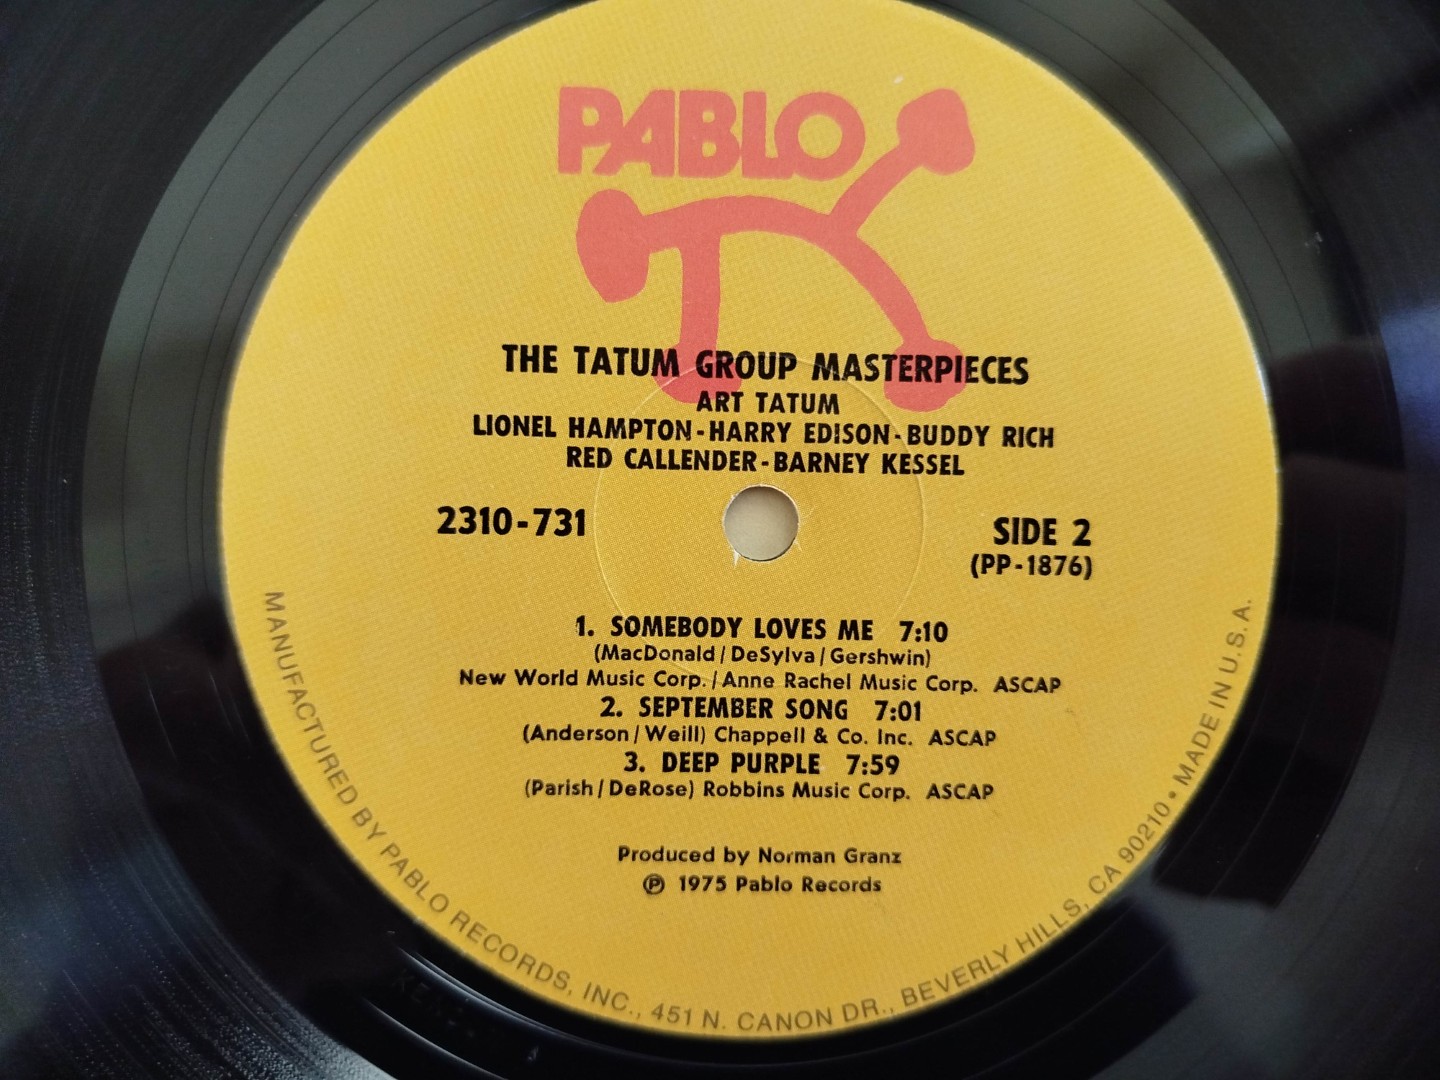 PABLO
THE TATUM GROUP MASTERPIECES
ART TATUM
LIONEL HAMPTON-HARRY EDISON-BUDDY RICH
RED CALLENDER-BARNEY KESSEL
2310-731
SIDE 2
(PP-1876)
1. SOMEBODY LOVES ME 7:10
(MacDonald/DeSylva/Gershwin)
New World Music Corp./Anne Rachel Music Corp. ASCAP
2. SEPTEMBER SONG 7:01
(Anderson/Weill) Chappell & Co. Inc. ASCAP
3. DEEP PURPLE 7:59
(Parish/DeRose) Robbins Music Corp. ASCAP
Produced by Norman Granz
℗ 1975 Pablo Records
MANUFACTURED BY PABLO RECORDS, INC., 451 N. CANON DR., BEVERLY HILLS, CA 90210 • MADE IN U.S.A.